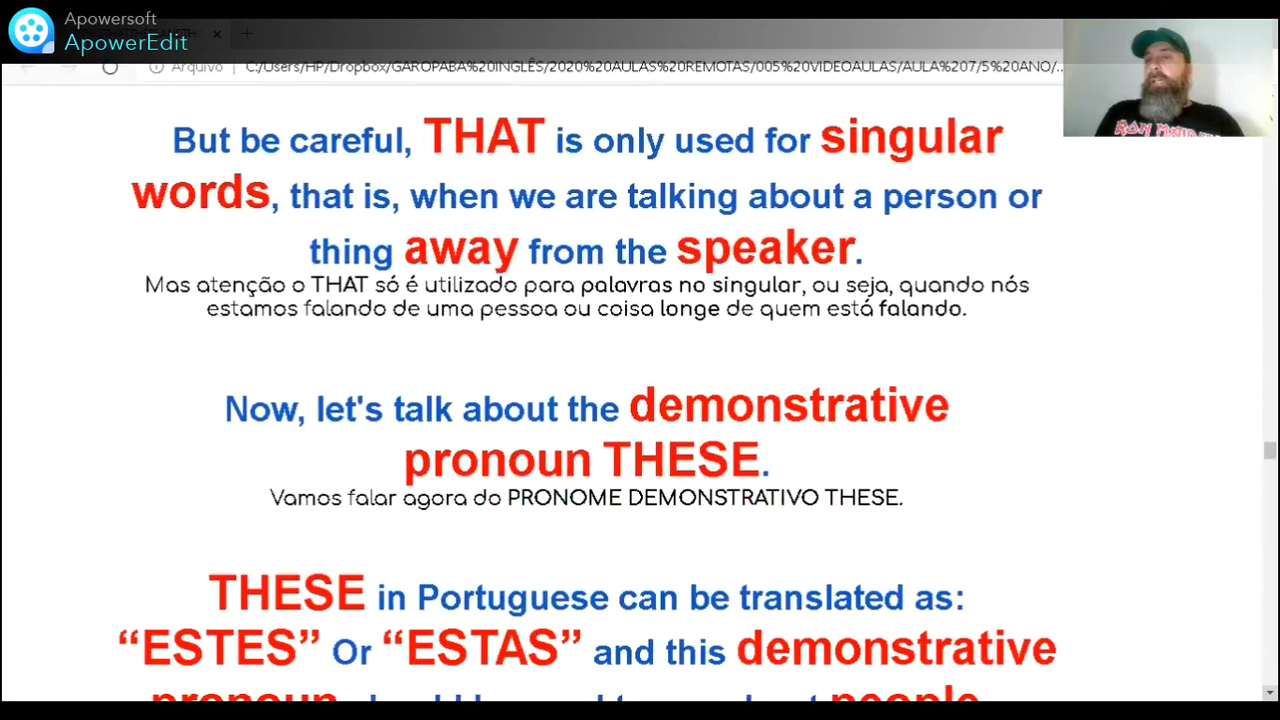 Apowersoft
ApowerEdit
Arquivo
C:/Users/HP/Dropbox/GAROPABA%20INGLÊS/2020%20AULAS%20REMOTAS/005%20VIDEOAULAS/AULA%207/5%20ANO/...
But be careful, THAT is only used for singular
words, that is, when we are talking about a person or
thing away from the speaker.
Mas atenção o THAT só é utilizado para palavras no singular, ou seja, quando nós
estamos falando de uma pessoa ou coisa longe de quem está falando.
Now, let's talk about the demonstrative
pronoun THESE.
Vamos falar agora do PRONOME DEMONSTRATIVO THESE.
THESE in Portuguese can be translated as:
“ESTES” Or “ESTAS” and this demonstrative
pronoun people
IRON MAIDEN